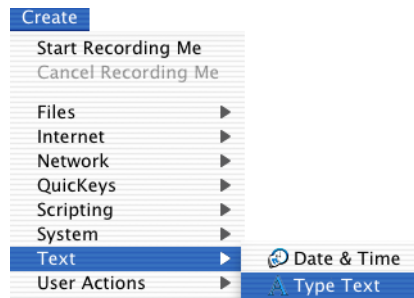 Create
Start Recording Me
Cancel Recording Me
Files
Internet
Network
QuicKeys
Scripting
System
Text
Date & Time
User Actions
Type Text